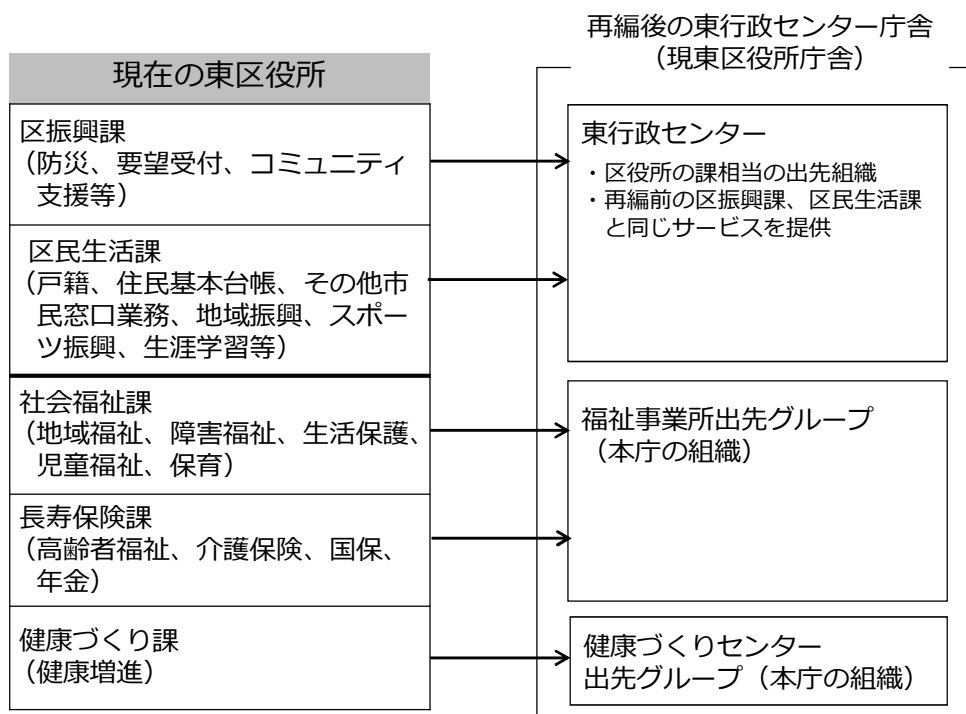 再編後の東行政センター庁舎
（現東区役所庁舎）
現在の東区役所
区振興課
（防災、要望受付、コミュニティ
支援等）
区民生活課
（戸籍、住民基本台帳、その他市
民窓口業務、地域振興、スポー
ツ振興、生涯学習等）
社会福祉課
（地域福祉、障害福祉、生活保護、
児童福祉、保育）
長寿保険課
（高齢者福祉、介護保険、国保、
年金）
健康づくり課
（健康増進）
東行政センター
・区役所の課相当の出先組織
・再編前の区振興課、区民生活課
と同じサービスを提供
福祉事業所出先グループ
（本庁の組織）
健康づくりセンター
出先グループ（本庁の組織）